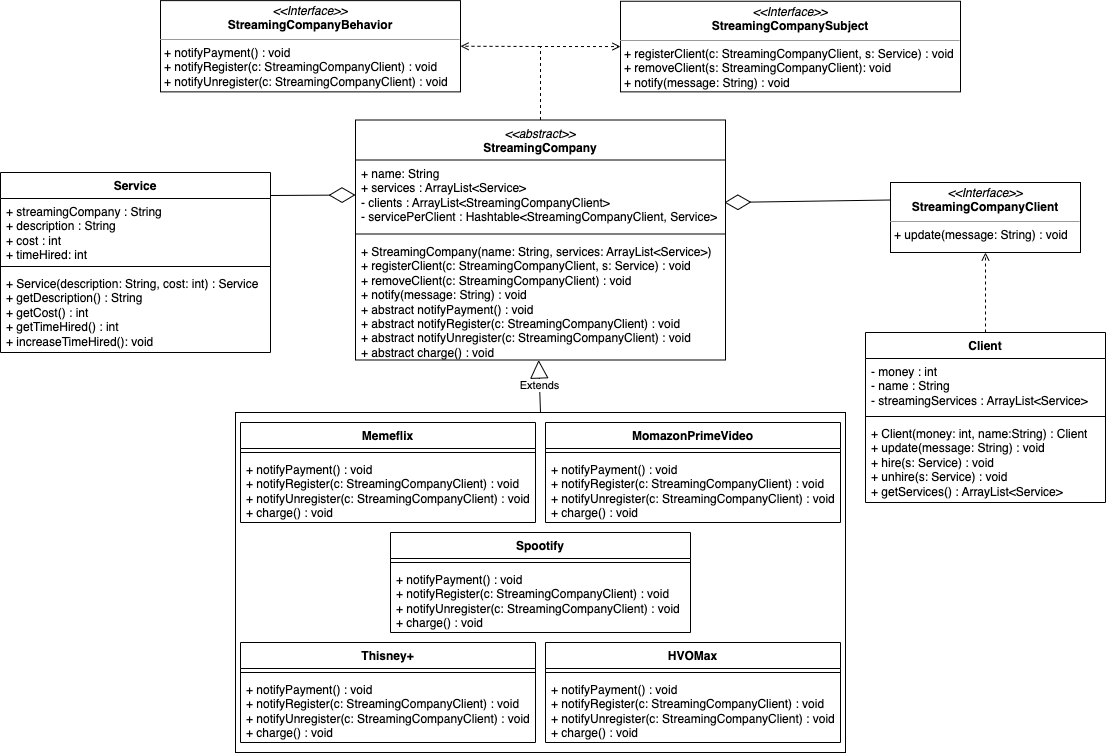 <<Interface>>
StreamingCompanyBehavior
+ notifyPayment() : void
+ notifyRegister(c: StreamingCompanyClient) : void
+ notifyUnregister(c: StreamingCompanyClient) : void
<<Interface>>
StreamingCompanySubject
+ registerClient(c: StreamingCompanyClient, s: Service) : void
+ removeClient(s: StreamingCompanyClient): void
+ notify(message: String) : void
<<abstract>>
StreamingCompany
+ name: String
+ services : ArrayList<Service>
- clients : ArrayList<StreamingCompanyClient>
- servicePerClient : Hashtable<StreamingCompanyClient, Service>
+ StreamingCompany(name: String, services: ArrayList<Service>)
+ registerClient(c: StreamingCompanyClient, s: Service) : void
+ removeClient(c: StreamingCompanyClient) : void
+ notify(message: String) : void
+ abstract notifyPayment() : void
+ abstract notifyRegister(c: StreamingCompanyClient) : void
+ abstract notifyUnregister(c: StreamingCompanyClient) : void
+ abstract charge() : void
Service
+ streamingCompany : String
+ description : String
+ cost : int
+ timeHired: int
+ Service(description: String, cost: int) : Service
+ getDescription() : String
+ getCost() : int
+ getTimeHired() : int
+ increaseTimeHired(): void
<<Interface>>
StreamingCompanyClient
+ update(message: String) : void
Client
- money : int
- name : String
- streamingServices : ArrayList<Service>
+ Client(money: int, name:String) : Client
+ update(message: String) : void
+ hire(s: Service) : void
+ unhire(s: Service) : void
+ getServices() : ArrayList<Service>
Extends
Memeflix
+ notifyPayment() : void
+ notifyRegister(c: StreamingCompanyClient) : void
+ notifyUnregister(c: StreamingCompanyClient) : void
+ charge() : void
MomazonPrimeVideo
+ notifyPayment() : void
+ notifyRegister(c: StreamingCompanyClient) : void
+ notifyUnregister(c: StreamingCompanyClient) : void
+ charge() : void
Spootify
+ notifyPayment() : void
+ notifyRegister(c: StreamingCompanyClient) : void
+ notifyUnregister(c: StreamingCompanyClient) : void
+ charge() : void
Thisney+
+ notifyPayment() : void
+ notifyRegister(c: StreamingCompanyClient) : void
+ notifyUnregister(c: StreamingCompanyClient) : void
+ charge() : void
HVOMax
+ notifyPayment() : void
+ notifyRegister(c: StreamingCompanyClient) : void
+ notifyUnregister(c: StreamingCompanyClient) : void
+ charge() : void